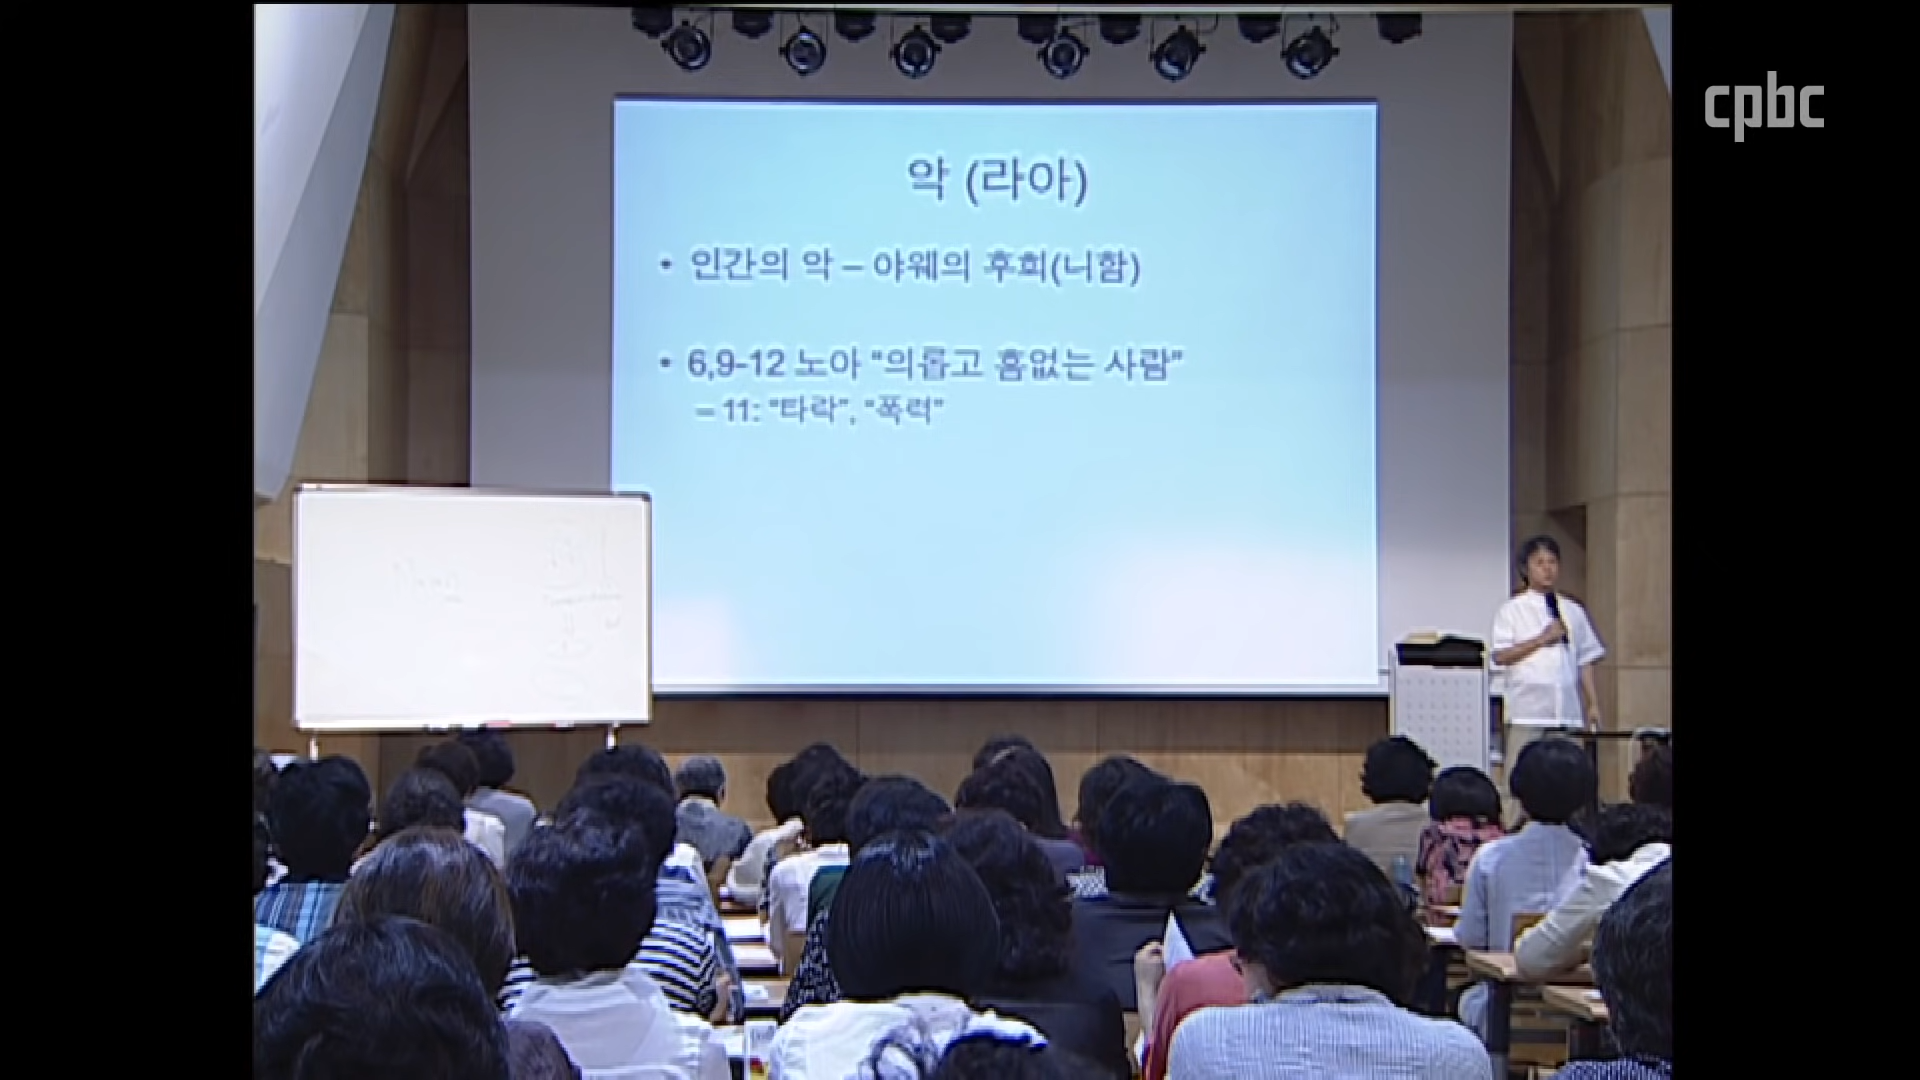 cpbc
악 (라아)
• 인간의 악 – 야웨의 후회(니함)
• 6,9-12 노아 “의롭고 흠없는 사람”
– 11: “타락”, “폭력”